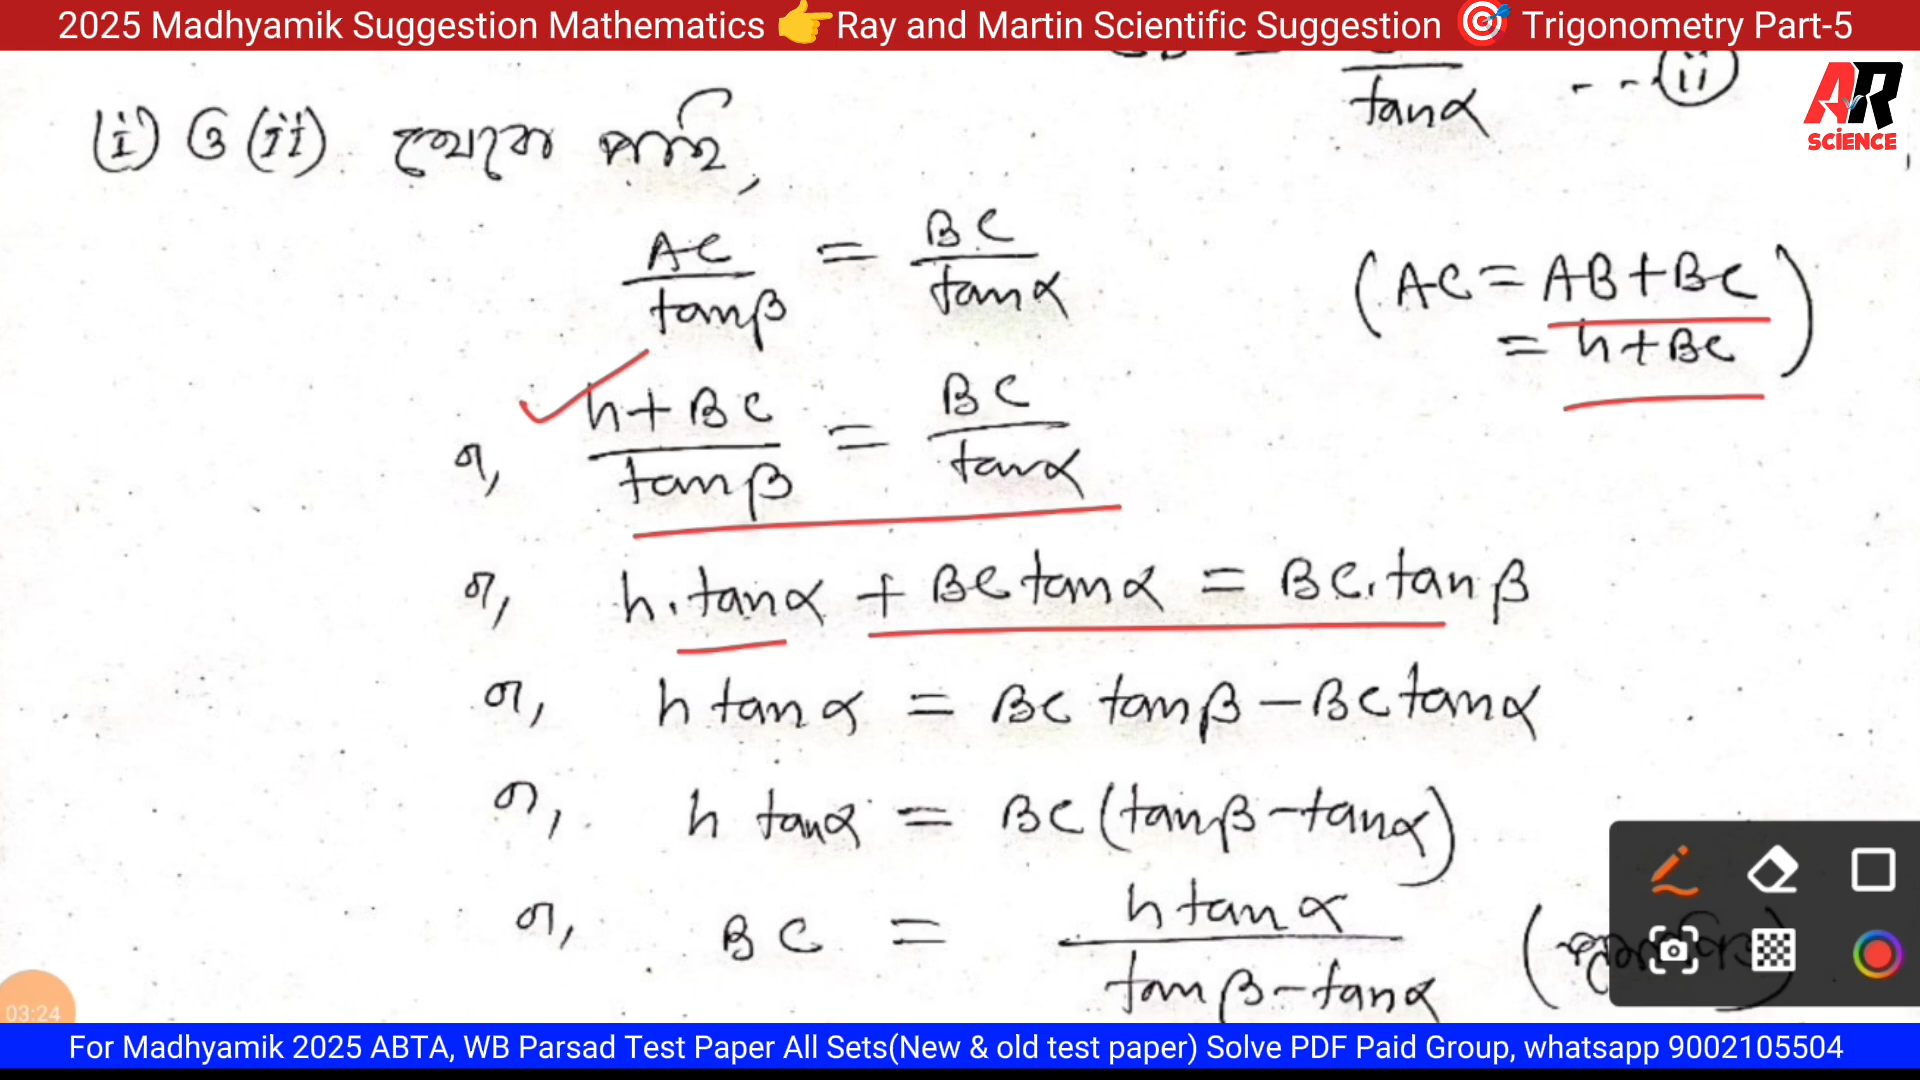 2025 Madhyamik Suggestion Mathematics 👉Ray and Martin Scientific Suggestion 🎯 Trigonometry Part-5
tanα --- (ii)
AR
SCIENCE
(i) ও (ii) থেকে পাই,
AC/tanβ = BC/tanα
(AC = AB+BC
= h+BC)
বা, h+BC/tanβ = BC/tanα
বা, h.tanα + BC tanα = BC.tanβ
বা, h tanα = BC tanβ - BC tanα
বা, h tanα = BC(tanβ-tanα)
বা, BC = h tanα/tanβ-tanα
03:24
For Madhyamik 2025 ABTA, WB Parsad Test Paper All Sets(New & old test paper) Solve PDF Paid Group, whatsapp 9002105504